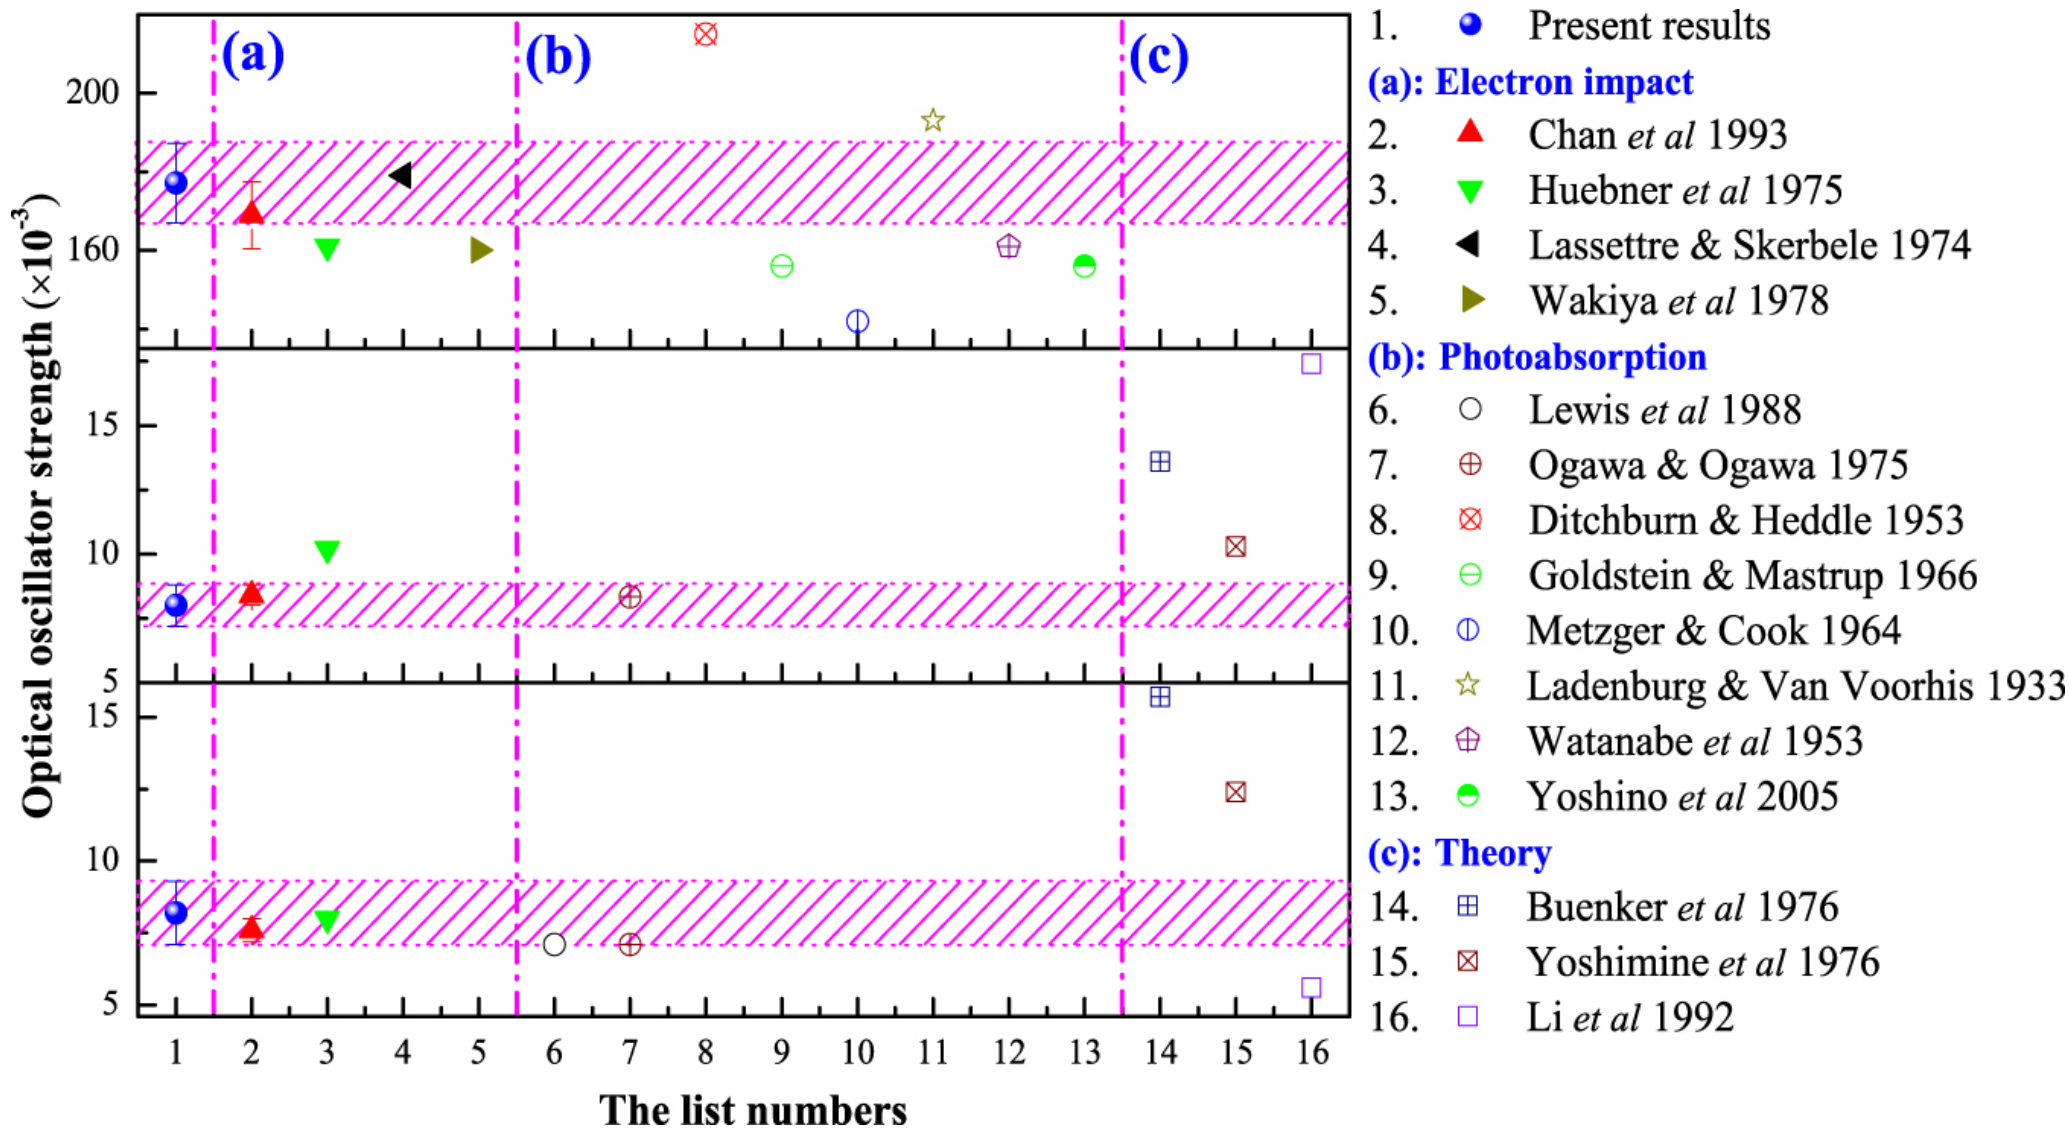 (a)
(b)
(c)
200
160
15
10
5
15
10
5
Optical oscillator strength (×10⁻³)
1 2 3 4 5 6 7 8 9 10 11 12 13 14 15 16
The list numbers
1. Present results
(a): Electron impact
2. Chan et al 1993
3. Huebner et al 1975
4. Lassettre & Skerbele 1974
5. Wakiya et al 1978
(b): Photoabsorption
6. Lewis et al 1988
7. Ogawa & Ogawa 1975
8. Ditchburn & Heddle 1953
9. Goldstein & Mastrup 1966
10. Metzger & Cook 1964
11. Ladenburg & Van Voorhis 1933
12. Watanabe et al 1953
13. Yoshino et al 2005
(c): Theory
14. Buenker et al 1976
15. Yoshimine et al 1976
16. Li et al 1992